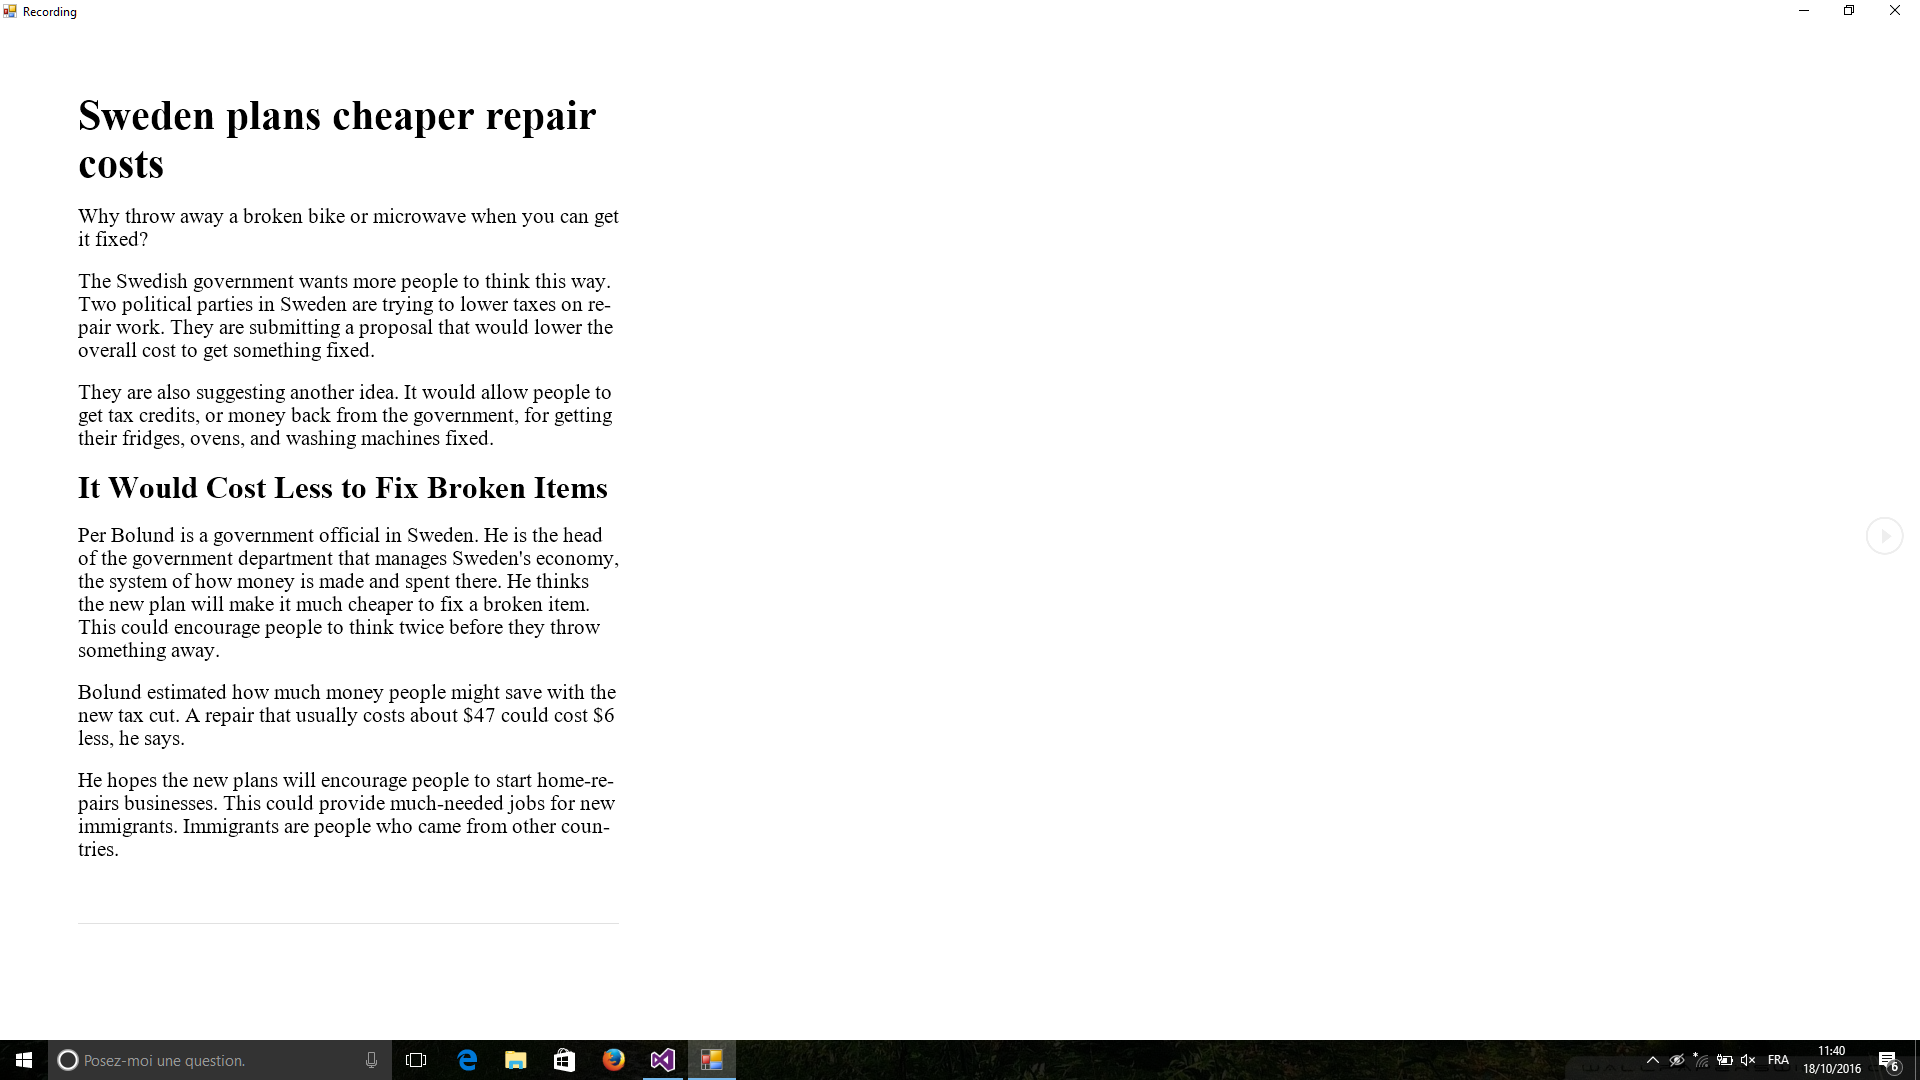 Recording
Sweden plans cheaper repair
costs
Why throw away a broken bike or microwave when you can get
it fixed?
The Swedish government wants more people to think this way.
Two political parties in Sweden are trying to lower taxes on re-
pair work. They are submitting a proposal that would lower the
overall cost to get something fixed.
They are also suggesting another idea. It would allow people to
get tax credits, or money back from the government, for getting
their fridges, ovens, and washing machines fixed.
It Would Cost Less to Fix Broken Items
Per Bolund is a government official in Sweden. He is the head
of the government department that manages Sweden's economy,
the system of how money is made and spent there. He thinks
the new plan will make it much cheaper to fix a broken item.
This could encourage people to think twice before they throw
something away.
Bolund estimated how much money people might save with the
new tax cut. A repair that usually costs about $47 could cost $6
less, he says.
He hopes the new plans will encourage people to start home-re-
pairs businesses. This could provide much-needed jobs for new
immigrants. Immigrants are people who came from other coun-
tries.
Posez-moi une question.
FRA
11:40
18/10/2016
6